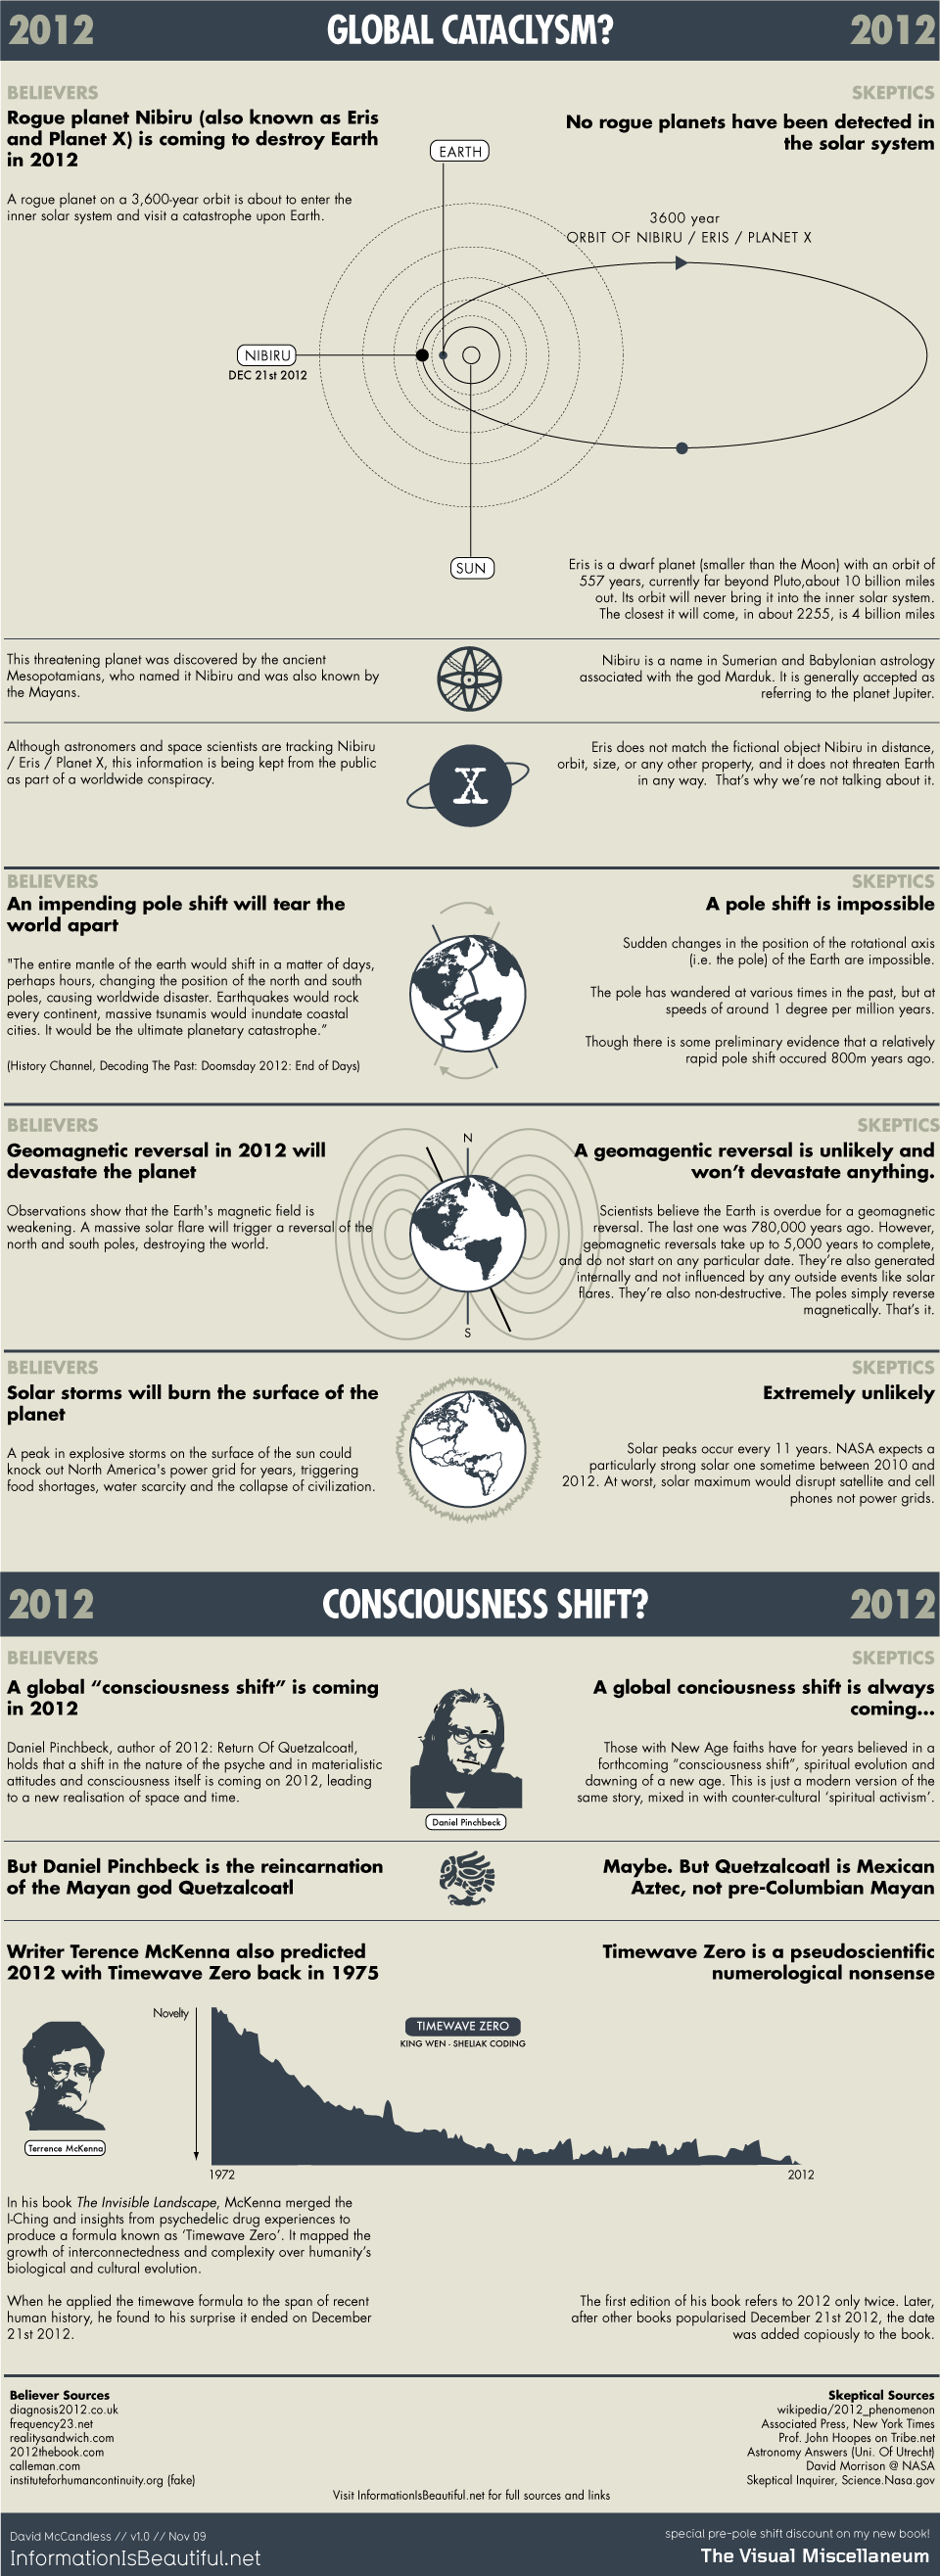 2012
GLOBAL CATACLYSM?
2012
BELIEVERS
Rogue planet Nibiru (also known as Eris
and Planet X) is coming to destroy Earth
in 2012
A rogue planet on a 3,600-year orbit is about to enter the
inner solar system and visit a catastrophe upon Earth.
SKEPTICS
No rogue planets have been detected in
the solar system
EARTH
3600 year
ORBIT OF NIBIRU / ERIS / PLANET X
NIBIRU
DEC 21st 2012
SUN
Eris is a dwarf planet (smaller than the Moon) with an orbit of
557 years, currently far beyond Pluto,about 10 billion miles
out. Its orbit will never bring it into the inner solar system.
The closest it will come, in about 2255, is 4 billion miles
This threatening planet was discovered by the ancient
Mesopotamians, who named it Nibiru and was also known by
the Mayans.
Nibiru is a name in Sumerian and Babylonian astrology
associated with the god Marduk. It is generally accepted as
referring to the planet Jupiter.
Although astronomers and space scientists are tracking Nibiru
/ Eris / Planet X, this information is being kept from the public
as part of a worldwide conspiracy.
X
Eris does not match the fictional object Nibiru in distance,
orbit, size, or any other property, and it does not threaten Earth
in any way.  That's why we're not talking about it.
BELIEVERS
An impending pole shift will tear the
world apart
"The entire mantle of the earth would shift in a matter of days,
perhaps hours, changing the position of the north and south
poles, causing worldwide disaster. Earthquakes would rock
every continent, massive tsunamis would inundate coastal
cities. It would be the ultimate planetary catastrophe.”
(History Channel, Decoding The Past: Doomsday 2012: End of Days)
SKEPTICS
A pole shift is impossible
Sudden changes in the position of the rotational axis
(i.e. the pole) of the Earth are impossible.
The pole has wandered at various times in the past, but at
speeds of around 1 degree per million years.
Though there is some preliminary evidence that a relatively
rapid pole shift occured 800m years ago.
BELIEVERS
Geomagnetic reversal in 2012 will
devastate the planet
Observations show that the Earth's magnetic field is
weakening. A massive solar flare will trigger a reversal of the
north and south poles, destroying the world.
N
S
SKEPTICS
A geomagentic reversal is unlikely and
won’t devastate anything.
Scientists believe the Earth is overdue for a geomagnetic
reversal. The last one was 780,000 years ago. However,
geomagnetic reversals take up to 5,000 years to complete,
and do not start on any particular date. They're also generated
internally and not influenced by any outside events like solar
flares. They're also non-destructive. The poles simply reverse
magnetically. That's it.
BELIEVERS
Solar storms will burn the surface of the
planet
A peak in explosive storms on the surface of the sun could
knock out North America's power grid for years, triggering
food shortages, water scarcity and the collapse of civilization.
SKEPTICS
Extremely unlikely
Solar peaks occur every 11 years. NASA expects a
particularly strong solar one sometime between 2010 and
2012. At worst, solar maximum would disrupt satellite and cell
phones not power grids.
2012
CONSCIOUSNESS SHIFT?
2012
BELIEVERS
A global “consciousness shift” is coming
in 2012
Daniel Pinchbeck, author of 2012: Return Of Quetzalcoatl,
holds that a shift in the nature of the psyche and in materialistic
attitudes and consciousness itself is coming on 2012, leading
to a new realisation of space and time.
Daniel Pinchbeck
SKEPTICS
A global conciousness shift is always
coming...
Those with New Age faiths have for years believed in a
forthcoming “consciousness shift”, spiritual evolution and
dawning of a new age. This is just a modern version of the
same story, mixed in with counter-cultural ‘spiritual activism’.
But Daniel Pinchbeck is the reincarnation
of the Mayan god Quetzalcoatl
Maybe. But Quetzalcoatl is Mexican
Aztec, not pre-Columbian Mayan
Writer Terence McKenna also predicted
2012 with Timewave Zero back in 1975
Timewave Zero is a pseudoscientific
numerological nonsense
Novelty
TIMEWAVE ZERO
KING WEN - SHELIAK CODING
Terrence McKenna
1972
2012
In his book The Invisible Landscape, McKenna merged the
I-Ching and insights from psychedelic drug experiences to
produce a formula known as ‘Timewave Zero’. It mapped the
growth of interconnectedness and complexity over humanity’s
biological and cultural evolution.
When he applied the timewave formula to the span of recent
human history, he found to his surprise it ended on December
21st 2012.
The first edition of his book refers to 2012 only twice. Later,
after other books popularised December 21st 2012, the date
was added copiously to the book.
Believer Sources
diagnosis2012.co.uk
frequency23.net
realitysandwich.com
2012thebook.com
calleman.com
instituteforhumancontinuity.org (fake)
Skeptical Sources
wikipedia/2012_phenomenon
Associated Press, New York Times
Prof. John Hoopes on Tribe.net
Astronomy Answers (Uni. Of Utrecht)
David Morrison @ NASA
Skeptical Inquirer, Science.Nasa.gov
Visit InformationIsBeautiful.net for full sources and links
David McCandless // v1.0 // Nov 09
InformationIsBeautiful.net
special pre-pole shift discount on my new book!
The Visual Miscellaneum